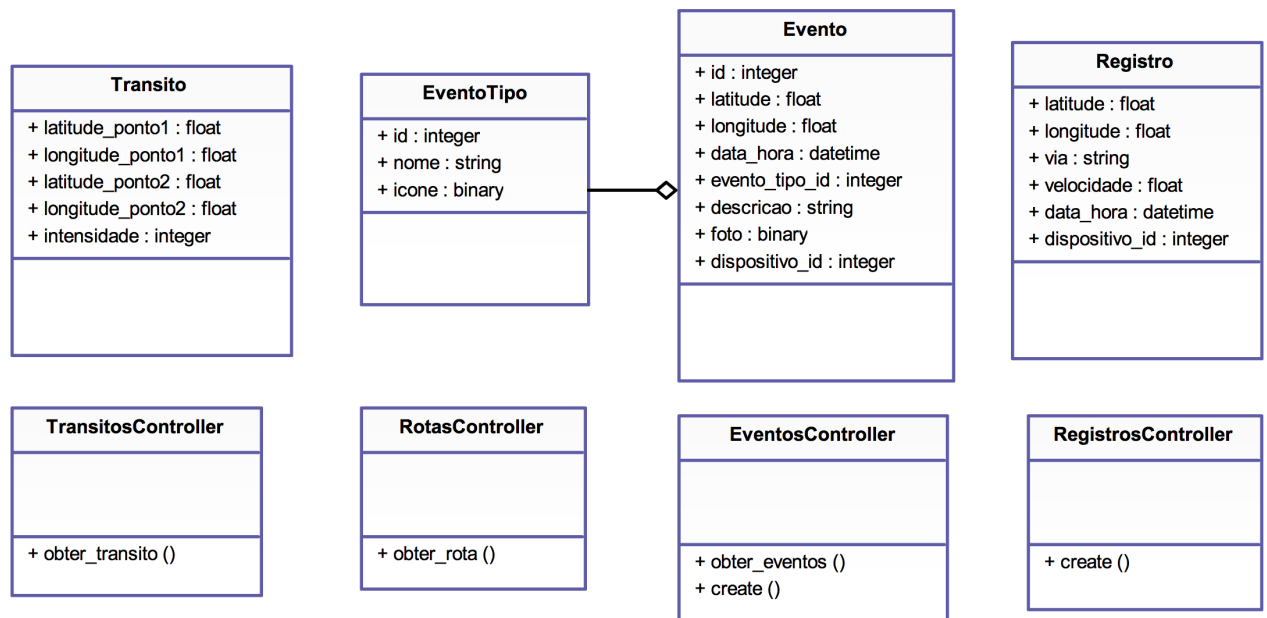 Transito
+ latitude_ponto1 : float
+ longitude_ponto1 : float
+ latitude_ponto2 : float
+ longitude_ponto2 : float
+ intensidade : integer
EventoTipo
+ id : integer
+ nome : string
+ icone : binary
Evento
+ id : integer
+ latitude : float
+ longitude : float
+ data_hora : datetime
+ evento_tipo_id : integer
+ descricao : string
+ foto : binary
+ dispositivo_id : integer
Registro
+ latitude : float
+ longitude : float
+ via : string
+ velocidade : float
+ data_hora : datetime
+ dispositivo_id : integer
TransitosController
+ obter_transito ()
RotasController
+ obter_rota ()
EventosController
+ obter_eventos ()
+ create ()
RegistrosController
+ create ()